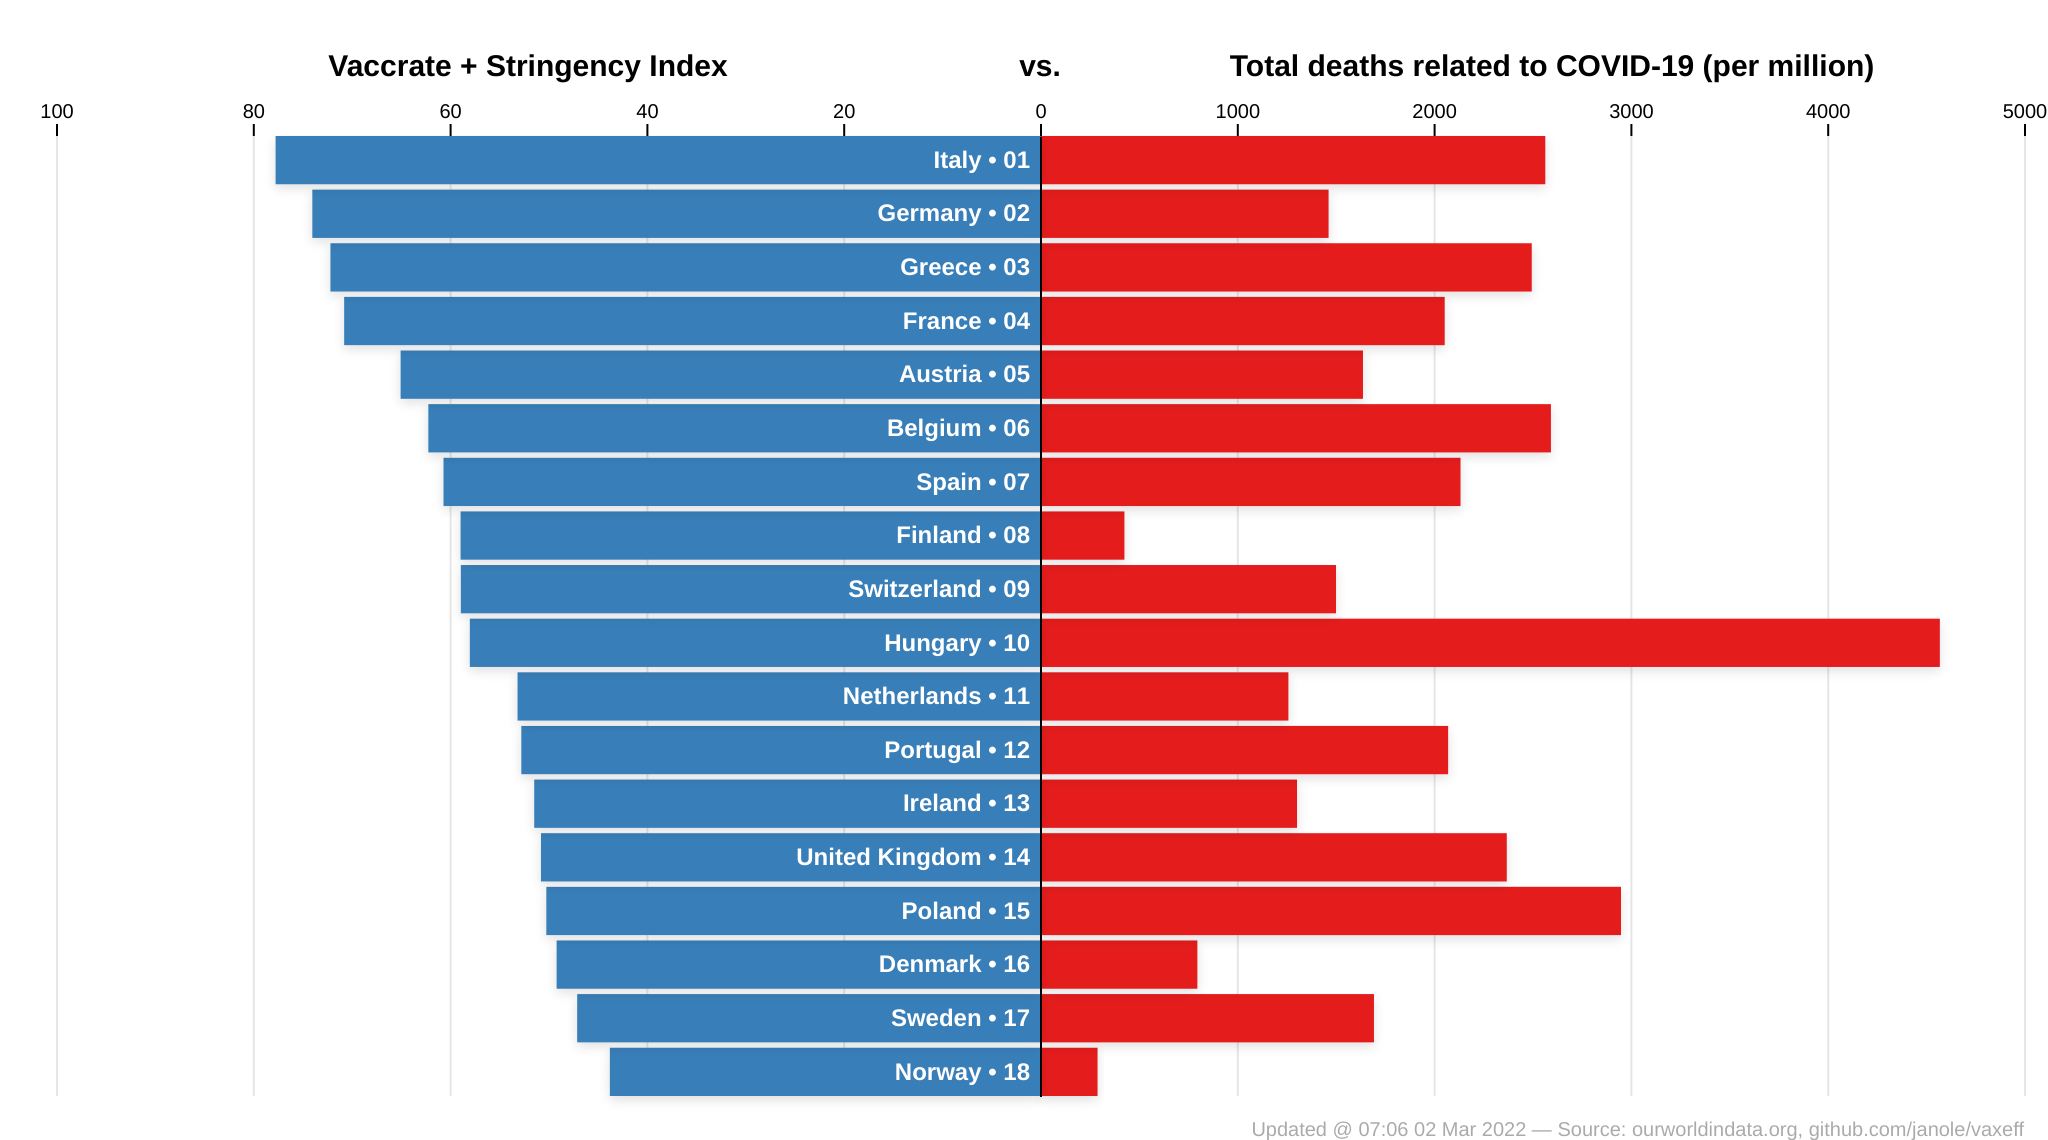 Vaccrate + Stringency Index vs. Total deaths related to COVID-19 (per million)
100 80 60 40 20 0 1000 2000 3000 4000 5000
Italy • 01
Germany • 02
Greece • 03
France • 04
Austria • 05
Belgium • 06
Spain • 07
Finland • 08
Switzerland • 09
Hungary • 10
Netherlands • 11
Portugal • 12
Ireland • 13
United Kingdom • 14
Poland • 15
Denmark • 16
Sweden • 17
Norway • 18
Updated @ 07:06 02 Mar 2022 — Source: ourworldindata.org, github.com/janole/vaxeff